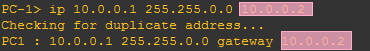 PC-1> ip 10.0.0.1 255.255.0.0 10.0.0.2
Checking for duplicate address...
PC1 : 10.0.0.1 255.255.0.0 gateway 10.0.0.2